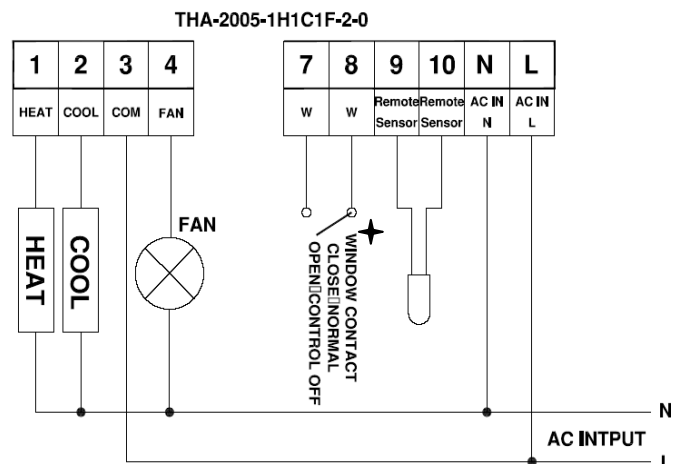 THA-2005-1H1C1F-2-0
1 2 3 4
HEAT COOL COM FAN
7 8 9 10 N L
W W Remote Sensor Remote Sensor AC IN N AC IN L
HEAT
COOL
FAN
WINDOW CONTACT
CLOSE▯NORMAL
OPEN▯CONTROL OFF
N
AC INTPUT
L